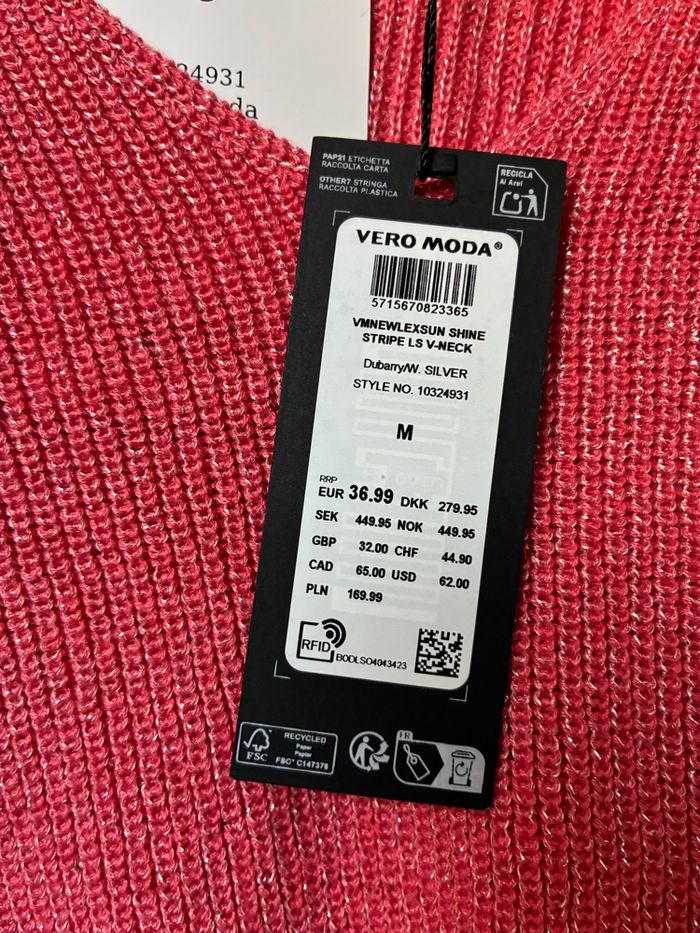 24931
da
PAP21 ETICHETTA
RACCOLTA CARTA
OTHER7 STRINGA
RACCOLTA PLASTICA
RECICLA
Al Azul
VERO MODA®
5715670823365
VMNEWLEXSUN SHINE
STRIPE LS V-NECK
Dubarry/W. SILVER
STYLE NO. 10324931
M
RRP
EUR 36.99 DKK 279.95
SEK 449.95 NOK 449.95
GBP 32.00 CHF 44.90
CAD 65.00 USD 62.00
PLN 169.99
RFID
BODLSO4043423
FSC
RECYCLED
Paper
Papier
FSC® C147376
FR